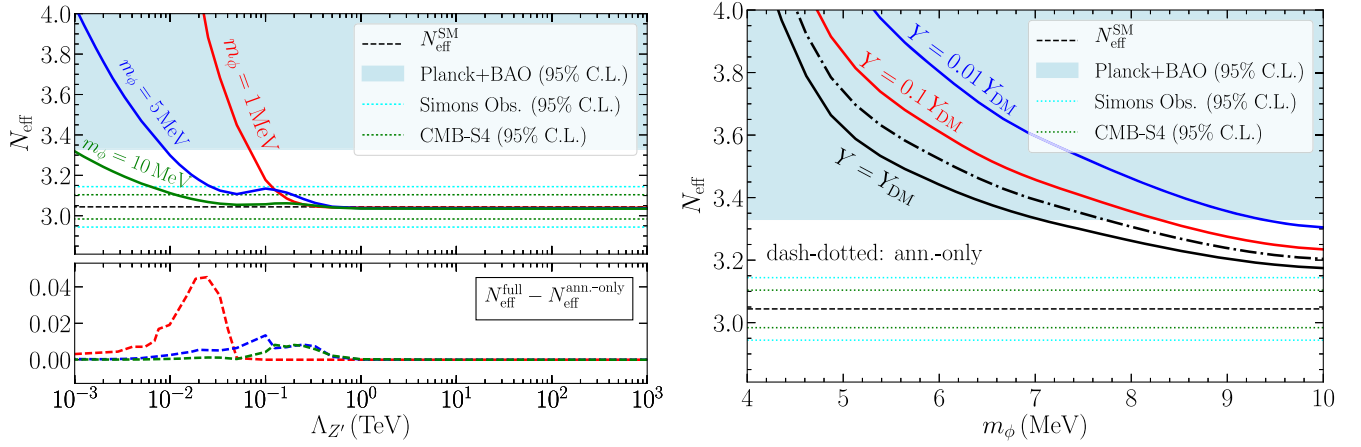 4.0
3.8
3.6
3.4
3.2
3.0
N_eff
m_ϕ = 1 MeV
m_ϕ = 5 MeV
m_ϕ = 10 MeV
N_eff^SM
Planck+BAO (95% C.L.)
Simons Obs. (95% C.L.)
CMB-S4 (95% C.L.)
0.04
0.02
0.00
N_eff^full − N_eff^ann.-only
10^−3 10^−2 10^−1 10^0 10^1 10^2 10^3
Λ_Z′ (TeV)
4.0
3.8
3.6
3.4
3.2
3.0
N_eff
Y = 0.01 Y_DM
Y = 0.1 Y_DM
Y = Y_DM
N_eff^SM
Planck+BAO (95% C.L.)
Simons Obs. (95% C.L.)
CMB-S4 (95% C.L.)
dash-dotted: ann.-only
4 5 6 7 8 9 10
m_ϕ (MeV)